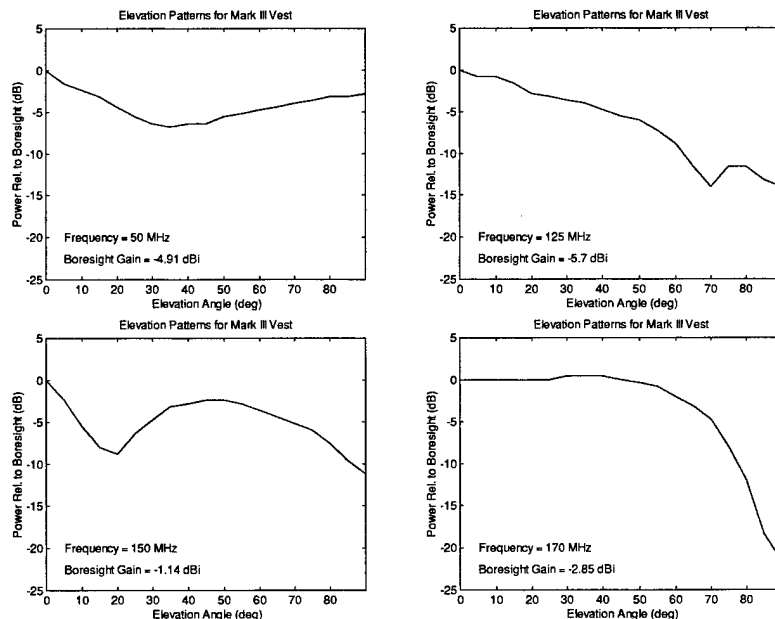 Elevation Patterns for Mark III Vest
Power Rel. to Boresight (dB)
5
0
-5
-10
-15
-20
-25
Frequency = 50 MHz
Boresight Gain = -4.91 dBi
0 10 20 30 40 50 60 70 80
Elevation Angle (deg)
Elevation Patterns for Mark III Vest
Power Rel. to Boresight (dB)
5
0
-5
-10
-15
-20
-25
Frequency = 125 MHz
Boresight Gain = -5.7 dBi
0 10 20 30 40 50 60 70 80
Elevation Angle (deg)
Elevation Patterns for Mark III Vest
Power Rel. to Boresight (dB)
5
0
-5
-10
-15
-20
-25
Frequency = 150 MHz
Boresight Gain = -1.14 dBi
0 10 20 30 40 50 60 70 80
Elevation Angle (deg)
Elevation Patterns for Mark III Vest
Power Rel. to Boresight (dB)
5
0
-5
-10
-15
-20
-25
Frequency = 170 MHz
Boresight Gain = -2.85 dBi
0 10 20 30 40 50 60 70 80
Elevation Angle (deg)